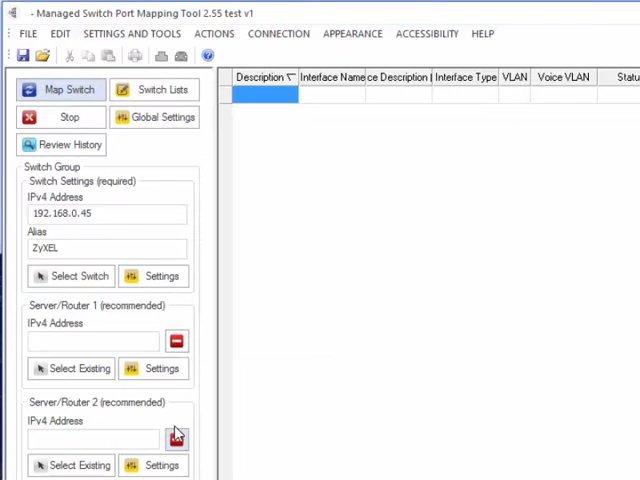 - Managed Switch Port Mapping Tool 2.55 test v1
FILE EDIT SETTINGS AND TOOLS ACTIONS CONNECTION APPEARANCE ACCESSIBILITY HELP
Map Switch Switch Lists
Stop Global Settings
Review History
Description Interface Name ce Description Interface Type VLAN Voice VLAN Statu
Switch Group
Switch Settings (required)
IPv4 Address
192.168.0.45
Alias
ZyXEL
Select Switch Settings
Server/Router 1 (recommended)
IPv4 Address
Select Existing Settings
Server/Router 2 (recommended)
IPv4 Address
Select Existing Settings